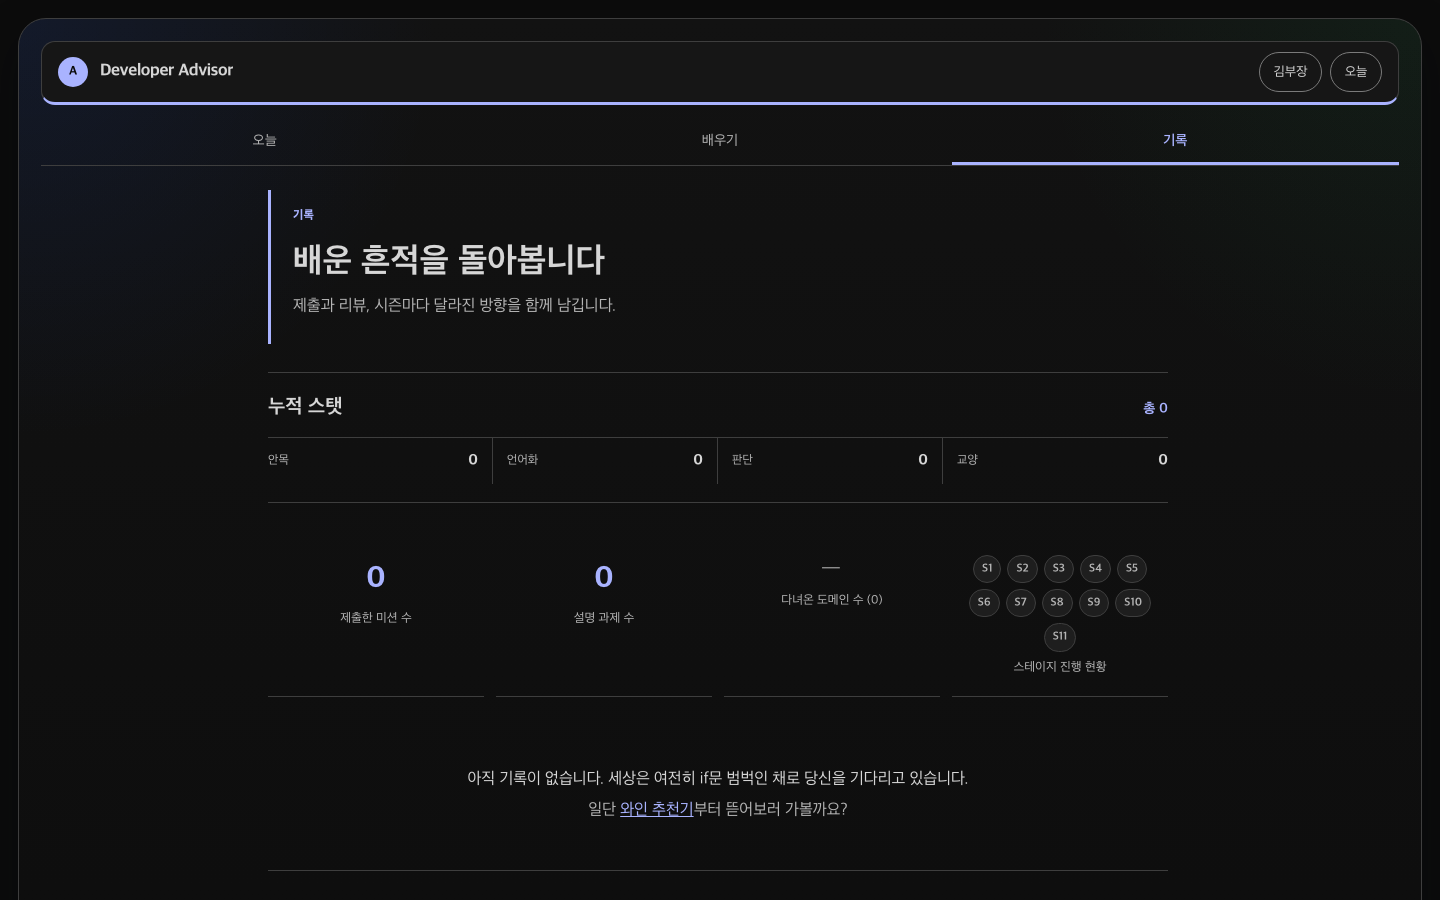 A Developer Advisor 김부장 오늘
오늘 배우기 기록
기록
배운 흔적을 돌아봅니다
제출과 리뷰, 시즌마다 달라진 방향을 함께 남깁니다.
누적 스탯 총 0
안목 0 언어화 0 판단 0 교양 0
0
제출한 미션 수
0
설명 과제 수
—
다녀온 도메인 수 (0)
S1 S2 S3 S4 S5
S6 S7 S8 S9 S10
S11
스테이지 진행 현황
아직 기록이 없습니다. 세상은 여전히 if문 범벅인 채로 당신을 기다리고 있습니다.
일단 와인 추천기부터 뜯어보러 가볼까요?